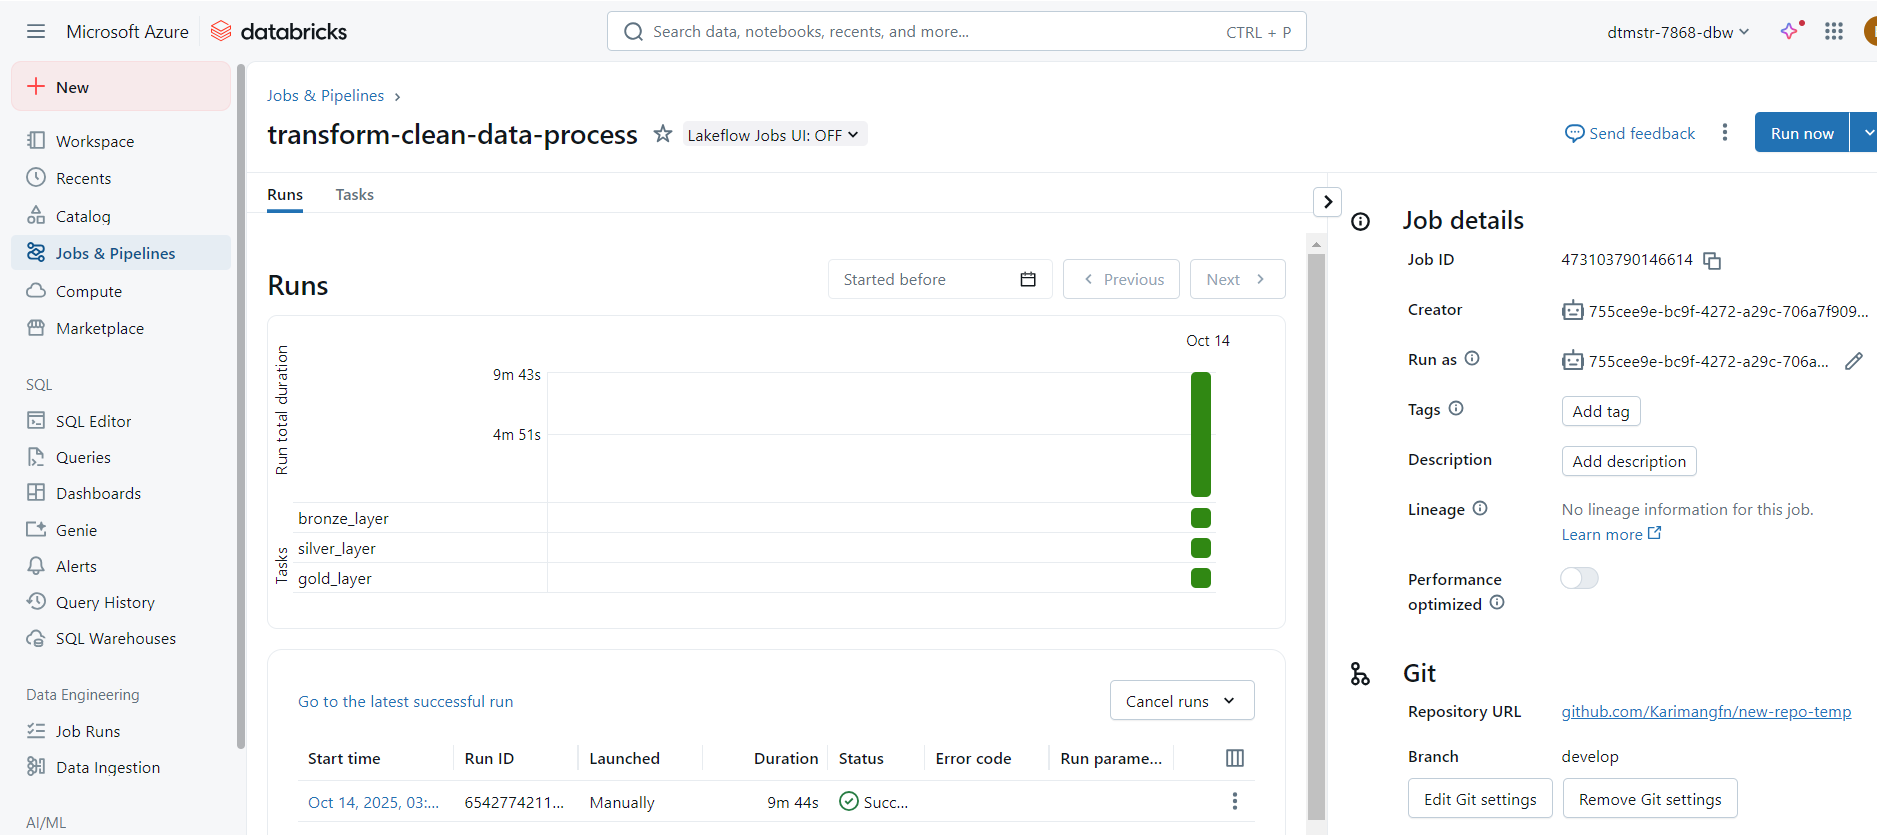 Microsoft Azure
databricks
Search data, notebooks, recents, and more...
CTRL + P
dtmstr-7868-dbw
New
Workspace
Recents
Catalog
Jobs & Pipelines
Compute
Marketplace
SQL
SQL Editor
Queries
Dashboards
Genie
Alerts
Query History
SQL Warehouses
Data Engineering
Job Runs
Data Ingestion
AI/ML
Jobs & Pipelines
transform-clean-data-process
Lakeflow Jobs UI: OFF
Send feedback
Run now
Runs
Tasks
Runs
Started before
Previous
Next
Oct 14
Run total duration
9m 43s
4m 51s
Tasks
bronze_layer
silver_layer
gold_layer
Go to the latest successful run
Cancel runs
Start time
Run ID
Launched
Duration
Status
Error code
Run parame...
Oct 14, 2025, 03:...
6542774211...
Manually
9m 44s
Succ...
Job details
Job ID
473103790146614
Creator
755cee9e-bc9f-4272-a29c-706a7f909...
Run as
755cee9e-bc9f-4272-a29c-706a...
Tags
Add tag
Description
Add description
Lineage
No lineage information for this job.
Learn more
Performance
optimized
Git
Repository URL
github.com/Karimangfn/new-repo-temp
Branch
develop
Edit Git settings
Remove Git settings